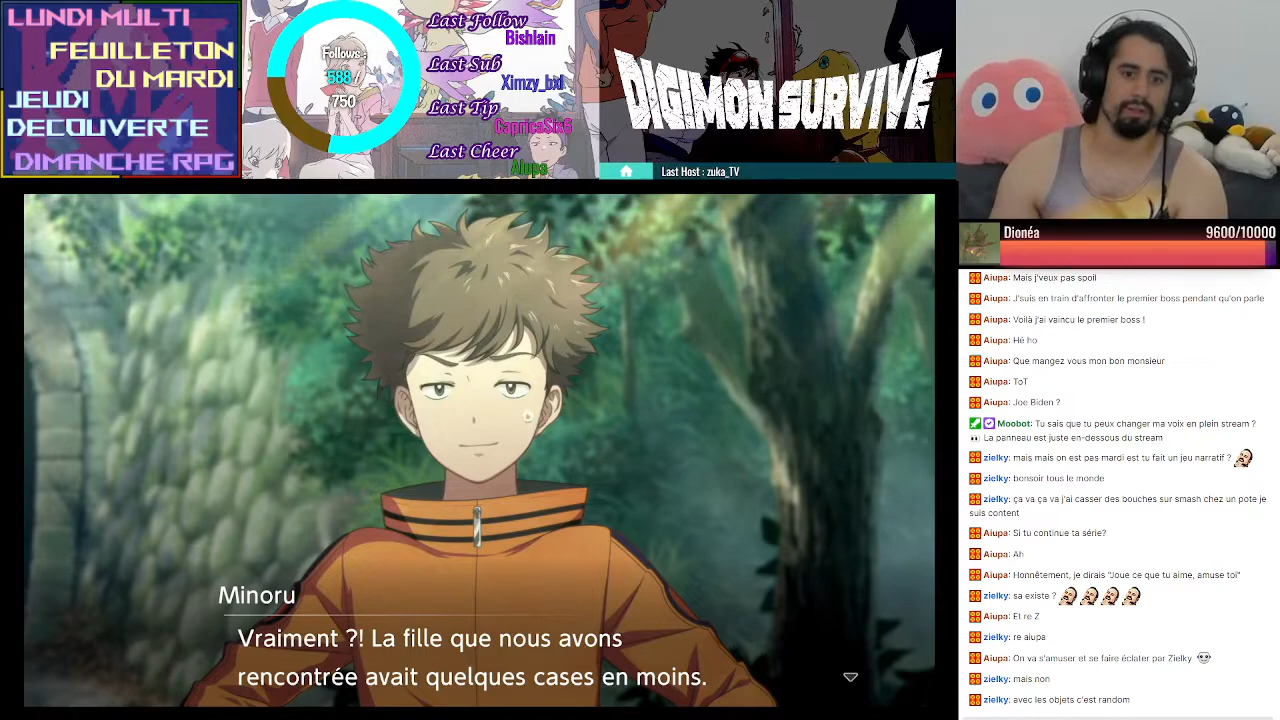 LUNDI MULTI
FEUILLETON
DU MARDI
JEUDI
DECOUVERTE
DIMANCHE RPG
Follows :
588 /
750
Last Follow
Bishlain
Last Sub
Ximzy_bxl
Last Tip
CapricaSix6
Last Cheer
Aiupa
DIGIMON SURVIVE
Last Host : zuka_TV
Dionéa 9600/10000
Aiupa: Mais j'veux pas spoil
Aiupa: J'suis en train d'affronter le premier boss pendant qu'on parle
Aiupa: Voilà j'ai vaincu le premier boss !
Aiupa: Hé ho
Aiupa: Que mangez vous mon bon monsieur
Aiupa: ToT
Aiupa: Joe Biden ?
Moobot: Tu sais que tu peux changer ma voix en plein stream ?
La panneau est juste en-dessous du stream
zielky: mais mais on est pas mardi est tu fait un jeu narratif ?
zielky: bonsoir tous le monde
zielky: ça va ça va j'ai casser des bouches sur smash chez un pote je
suis content
Aiupa: Si tu continue ta série?
Aiupa: Ah
Aiupa: Honnêtement, je dirais "Joue ce que tu aime, amuse toi"
zielky: sa existe ?
Aiupa: Et re Z
zielky: re aiupa
Aiupa: On va s'amuser et se faire éclater par Zielky
zielky: mais non
zielky: avec les objets c'est random
Minoru
Vraiment ?! La fille que nous avons
rencontrée avait quelques cases en moins.